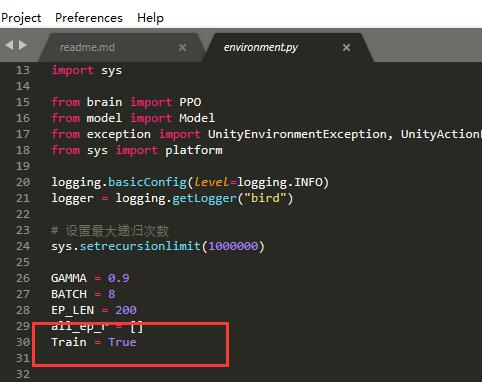 Project Preferences Help
readme.md × environment.py ×
13 import sys
14
15 from brain import PPO
16 from model import Model
17 from exception import UnityEnvironmentException, UnityActionE
18 from sys import platform
19
20 logging.basicConfig(level=logging.INFO)
21 logger = logging.getLogger("bird")
22
23 # 设置最大递归次数
24 sys.setrecursionlimit(1000000)
25
26 GAMMA = 0.9
27 BATCH = 8
28 EP_LEN = 200
29 all_ep_r = []
30 Train = True
31
32